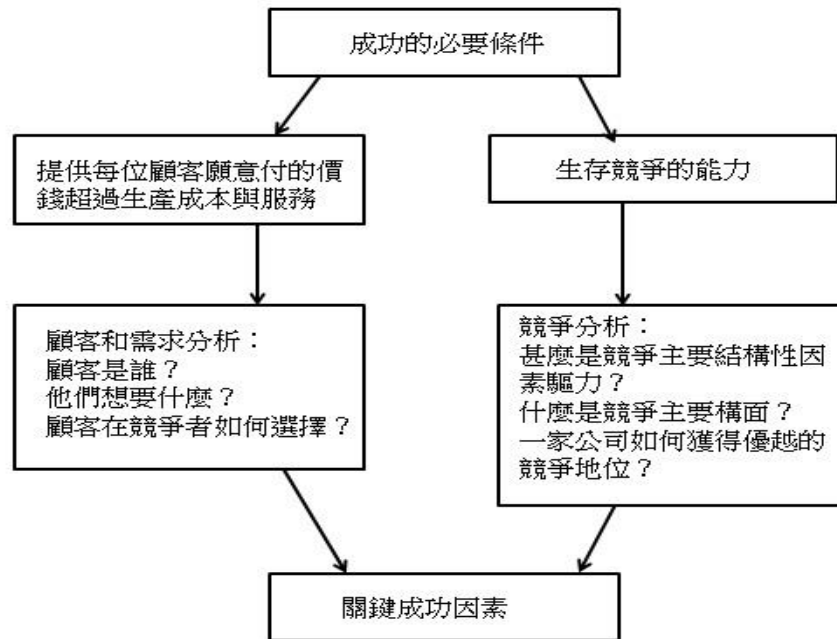 成功的必要條件
提供每位顧客願意付的價
錢超過生產成本與服務
生存競爭的能力
顧客和需求分析：
顧客是誰？
他們想要什麼？
顧客在競爭者如何選擇？
競爭分析：
甚麼是競爭主要結構性因
素驅力？
什麼是競爭主要構面？
一家公司如何獲得優越的
競爭地位？
關鍵成功因素